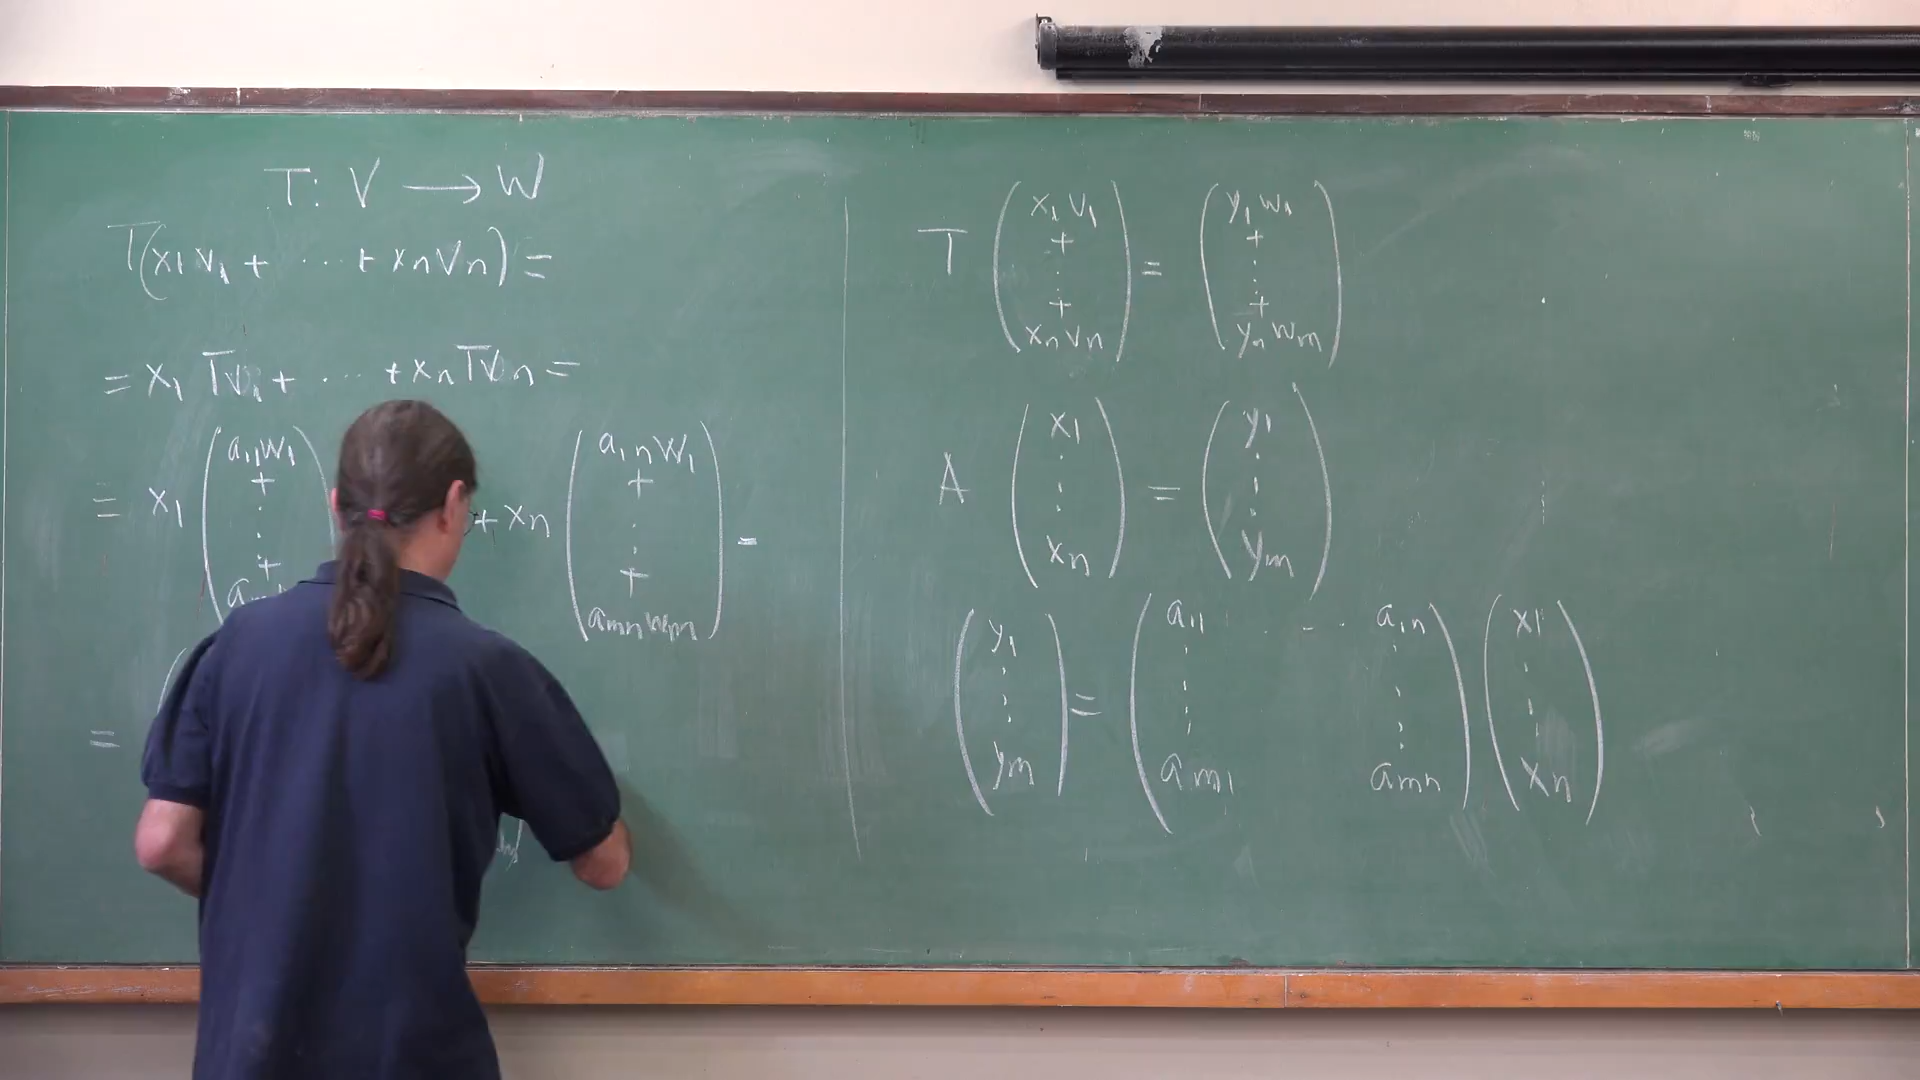 T: V → W
T(x1 v1 + ··· + xn vn) =
= x1 Tv1 + ··· + xn Tvn =
= x1 ( a11 w1 + ⋮ + + xn ( a1n w1 + ⋮ + amn wm ) =
= (
T ( x1 v1 + ⋮ + xn vn ) = ( y1 w1 + ⋮ + yn wm )
A ( x1 ⋮ xn ) = ( y1 ⋮ ym )
( y1 ⋮ ym ) = ( a11 ··· a1n ⋮ ⋮ am1 amn ) ( x1 ⋮ xn )